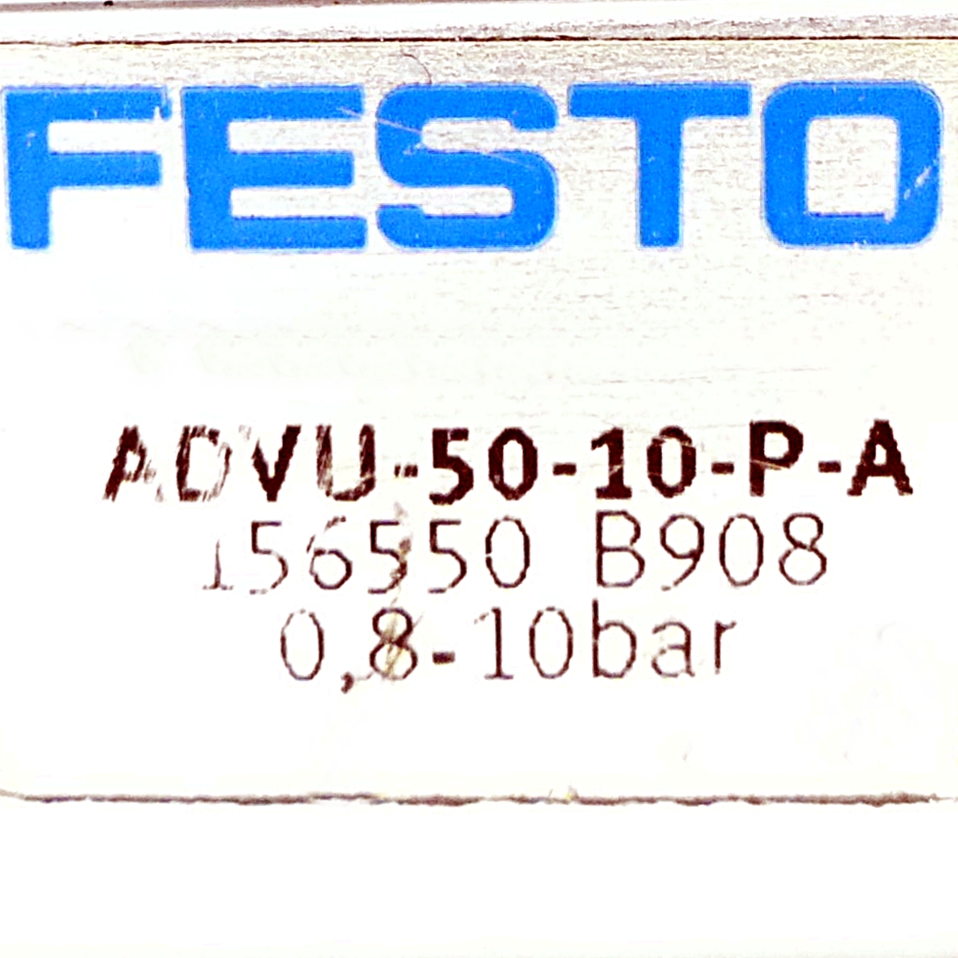 FESTO
ADVU-50-10-P-A
156550 B908
0,8-10bar